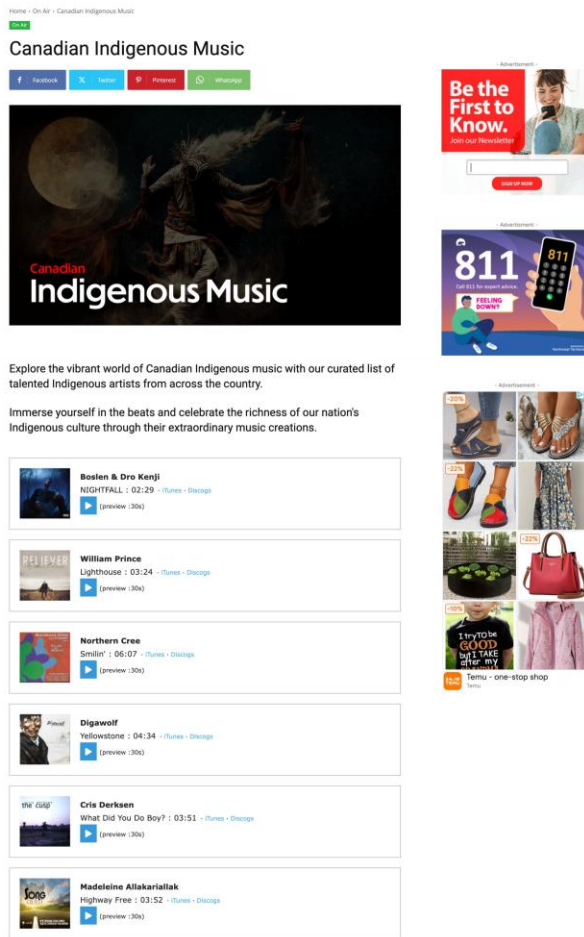 Home › On Air › Canadian Indigenous Music
On Air
Canadian Indigenous Music
Facebook
Twitter
Pinterest
WhatsApp
Canadian
Indigenous Music
Explore the vibrant world of Canadian Indigenous music with our curated list of
talented Indigenous artists from across the country.
Immerse yourself in the beats and celebrate the richness of our nation's
Indigenous culture through their extraordinary music creations.
Boslen & Dro Kenji
NIGHTFALL : 02:29 - iTunes - Discogs
(preview :30s)
RELIEVER
William Prince
Lighthouse : 03:24 - iTunes - Discogs
(preview :30s)
Northern Cree
Smilin' : 06:07 - iTunes - Discogs
(preview :30s)
Digawolf
Yellowstone : 04:34 - iTunes - Discogs
(preview :30s)
the cusp
Cris Derksen
What Did You Do Boy? : 03:51 - iTunes - Discogs
(preview :30s)
Song
Madeleine Allakariallak
Highway Free : 03:52 - iTunes - Discogs
(preview :30s)
- Advertisment -
Be the
First to
Know.
Join our Newsletter
SIGN UP NOW
- Advertisment -
811
Call 811 for expert advice.
FEELING
DOWN?
811
- Advertisement -
-20%
-22%
-22%
-10%
I tryTO be
GOOD
but I TAKE
after my
TEMU
Temu - one-stop shop
Temu